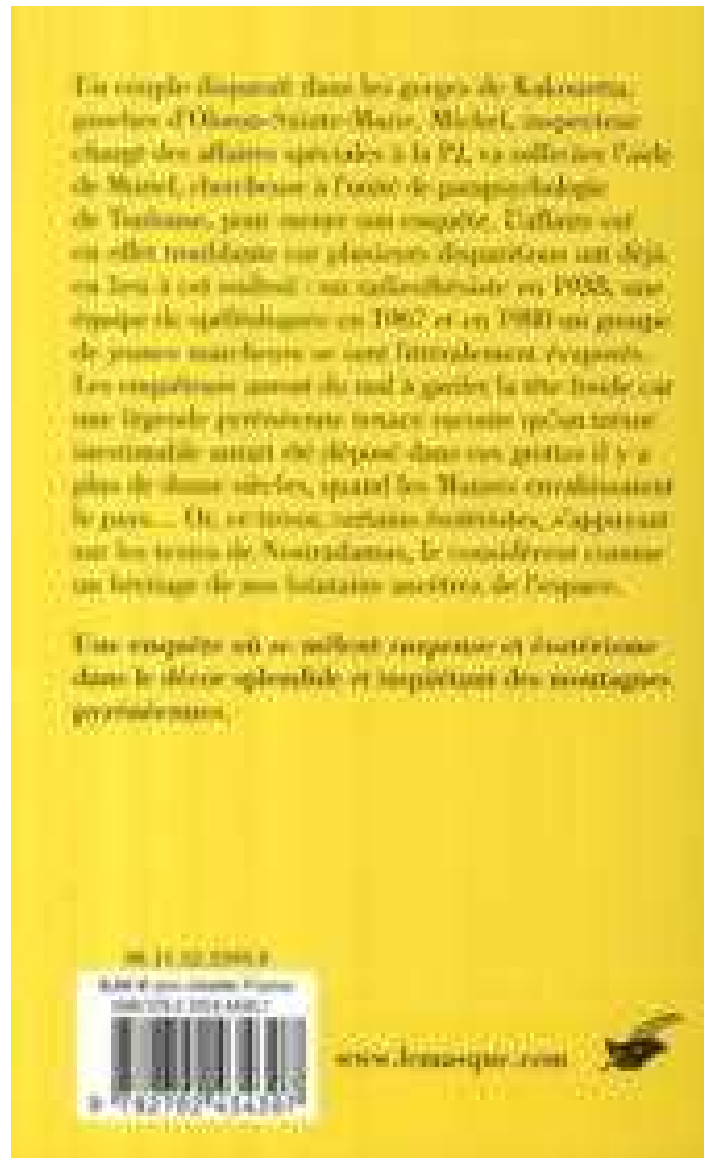 Un couple disparaît dans les gorges de Kakouetta,
proches d'Oloron-Sainte-Marie. Michel, inspecteur
chargé des affaires spéciales à la PJ, va solliciter l'aide
de Muriel, chercheuse à l'unité de parapsychologie
de Toulouse, pour mener son enquête. L'affaire est
en effet troublante car plusieurs disparitions ont déjà
eu lieu à cet endroit : un radiesthésiste en 1938, une
équipe de spéléologues en 1967 et en 1980 un groupe
de jeunes marcheurs se sont littéralement évaporés.
Les enquêteurs auront du mal à garder la tête froide car
une légende pyrénéenne tenace raconte qu'un trésor
inestimable aurait été déposé dans ces grottes il y a
plus de douze siècles, quand les Maures envahissaient
le pays... Or, ce trésor, certains ésotéristes, s'appuyant
sur les textes de Nostradamus, le considèrent comme
un héritage de nos lointains ancêtres de l'espace.
Une enquête où se mêlent suspense et ésotérisme
dans le décor splendide et inquiétant des montagnes
pyrénéennes.
www.lemasque.com